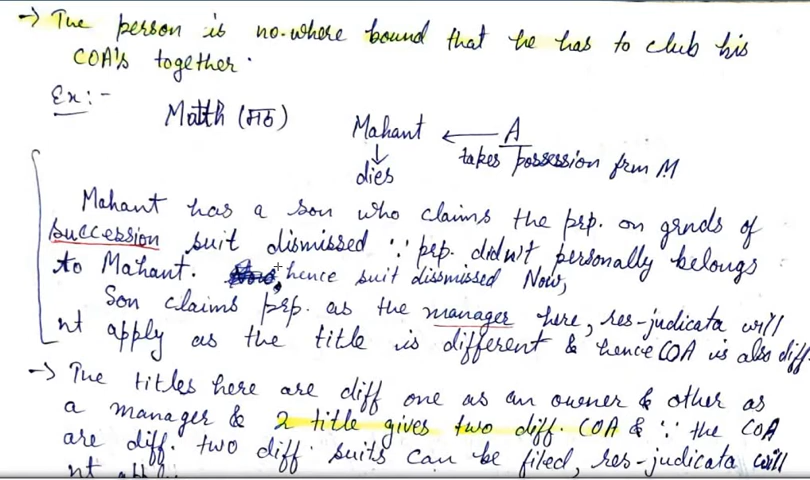 → The person is no-where bound that he has to club his
COA's together.
Ex:-
Matth (मठ)
Mahant ← A
↓ takes possession frm M
dies
Mahant has a son who claims the prp. on grnds of
succession suit dismissed ∵ prp. didn't personally belongs
to Mahant. hence suit dissmissed Now,
Son claims prp. as the manager here, res-judicata will
nt apply as the title is different & hence COA is also diff.
→ The titles here are diff one as an owner & other as
a manager & 2 title gives two diff. COA & ∵ the COA
are diff. two diff. suits can be filed, res-judicata will
nt